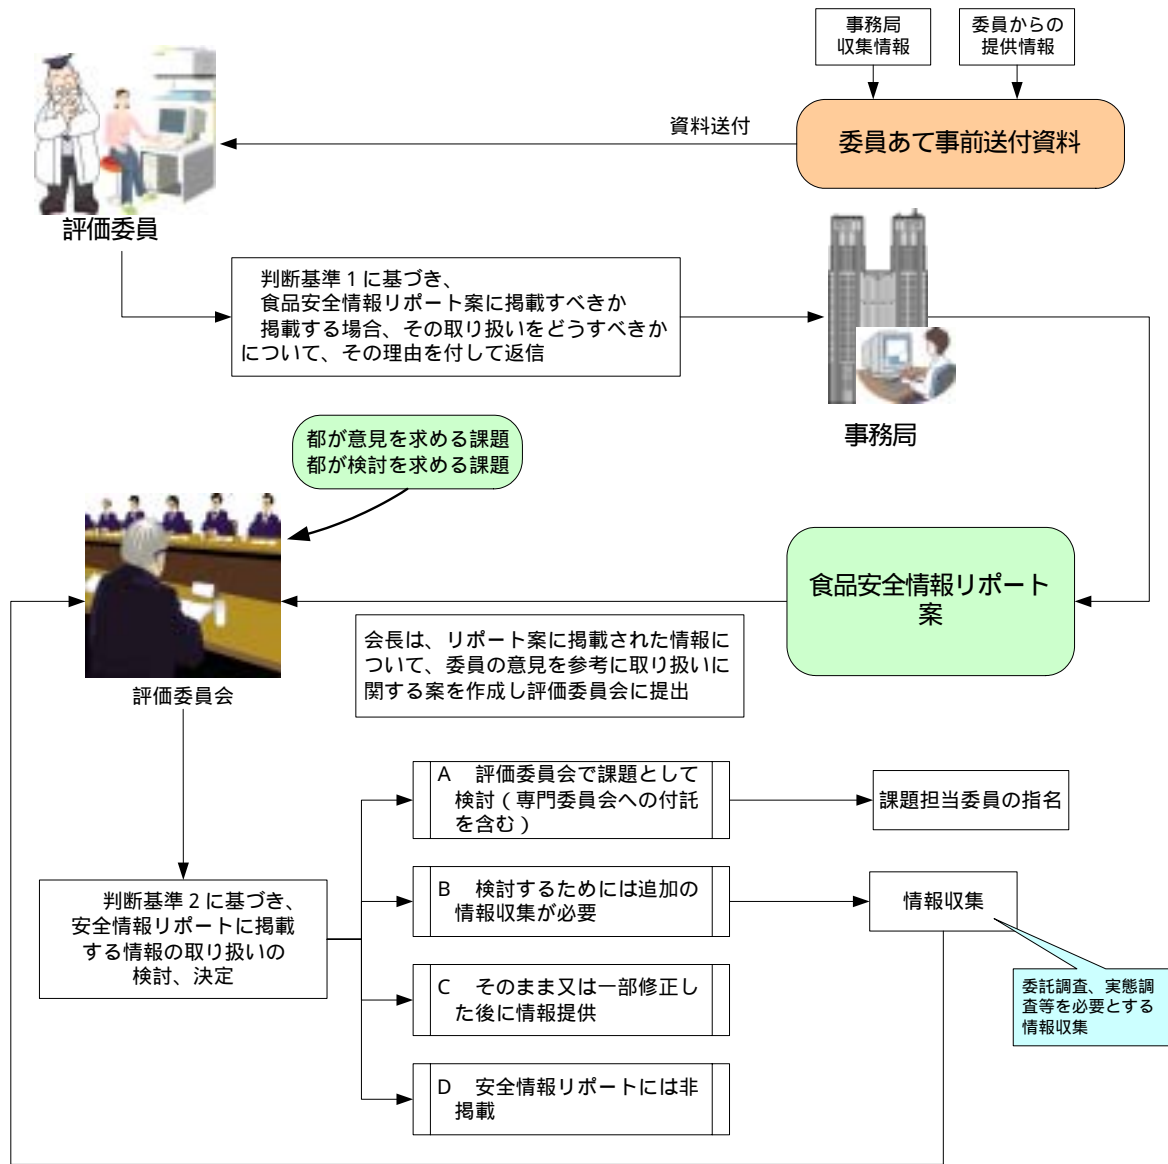 事務局
収集情報
委員からの
提供情報
資料送付
委員あて事前送付資料
評価委員
判断基準1に基づき、
食品安全情報リポート案に掲載すべきか
掲載する場合、その取り扱いをどうすべきか
について、その理由を付して返信
事務局
都が意見を求める課題
都が検討を求める課題
食品安全情報リポート
案
会長は、リポート案に掲載された情報に
ついて、委員の意見を参考に取り扱いに
関する案を作成し評価委員会に提出
評価委員会
A 評価委員会で課題として
検討(専門委員会への付託
を含む)
課題担当委員の指名
判断基準2に基づき、
安全情報リポートに掲載
する情報の取り扱いの
検討、決定
B 検討するためには追加の
情報収集が必要
情報収集
C そのまま又は一部修正し
た後に情報提供
委託調査、実態調
査等を必要とする
情報収集
D 安全情報リポートには非
掲載